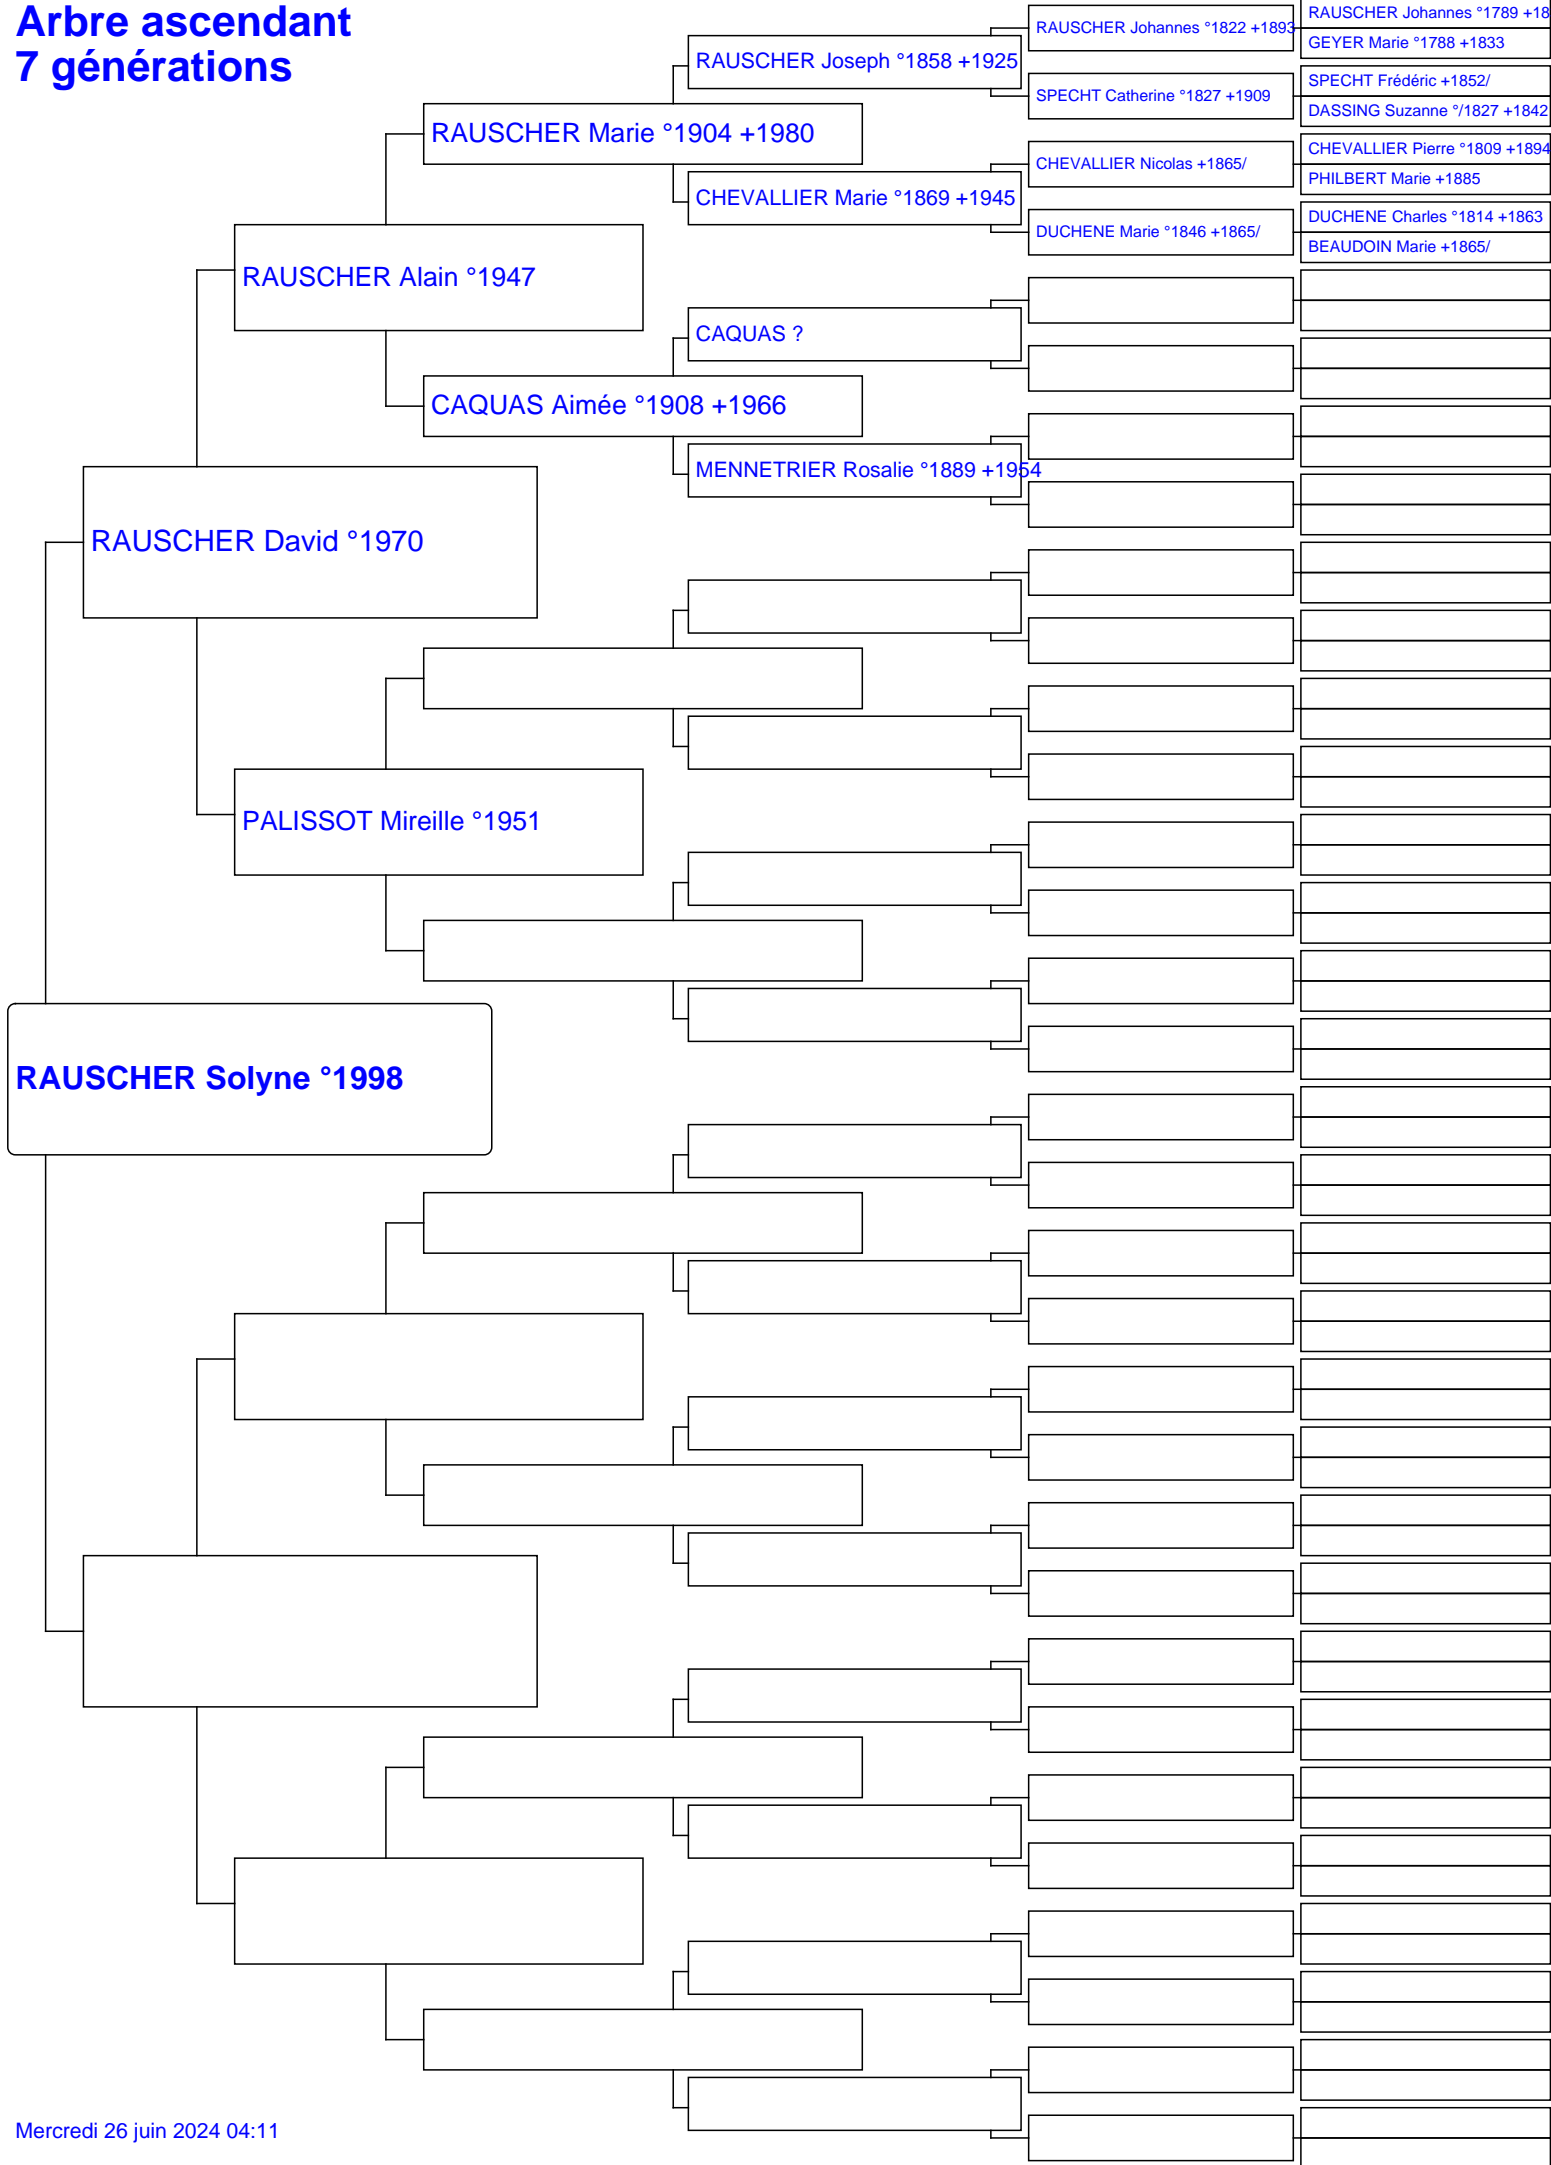 Arbre ascendant
7 générations
RAUSCHER Johannes °1789 +18
RAUSCHER Johannes °1822 +1893
GEYER Marie °1788 +1833
RAUSCHER Joseph °1858 +1925
SPECHT Frédéric +1852/
SPECHT Catherine °1827 +1909
DASSING Suzanne °/1827 +1842
RAUSCHER Marie °1904 +1980
CHEVALLIER Pierre °1809 +1894
CHEVALLIER Nicolas +1865/
PHILBERT Marie +1885
CHEVALLIER Marie °1869 +1945
DUCHENE Charles °1814 +1863
DUCHENE Marie °1846 +1865/
BEAUDOIN Marie +1865/
RAUSCHER Alain °1947
CAQUAS ?
CAQUAS Aimée °1908 +1966
MENNETRIER Rosalie °1889 +1954
RAUSCHER David °1970
PALISSOT Mireille °1951
RAUSCHER Solyne °1998
Mercredi 26 juin 2024 04:11